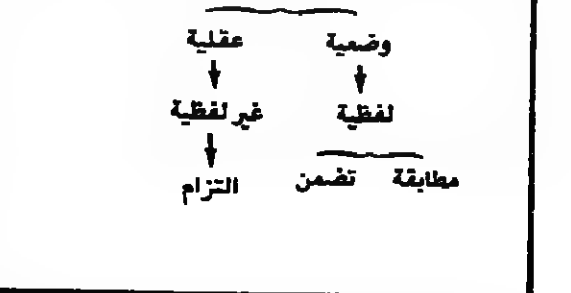 وضعية عقلية
لفظية غير لفظية
مطابقة تضمن التزام